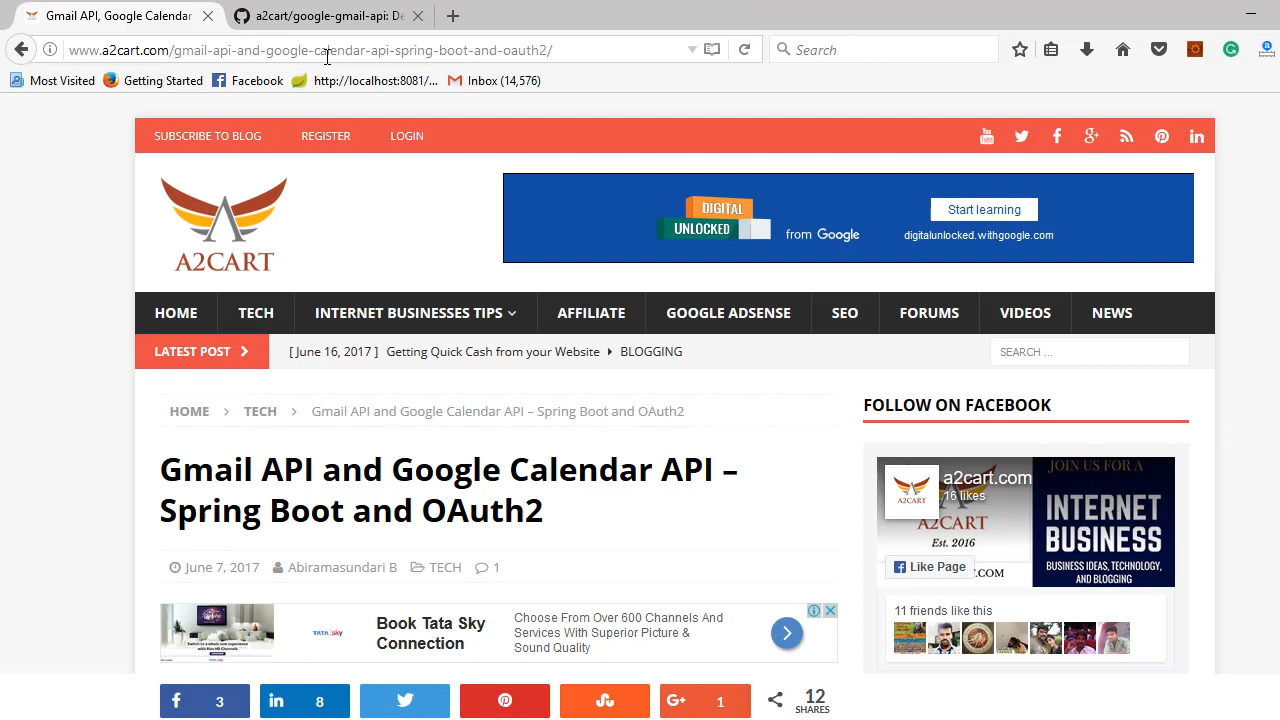 Gmail API, Google Calendar
a2cart/google-gmail-api: De
www.a2cart.com/gmail-api-and-google-calendar-api-spring-boot-and-oauth2/
Search
Most Visited
Getting Started
Facebook
http://localhost:8081/...
Inbox (14,576)
SUBSCRIBE TO BLOG
REGISTER
LOGIN
A2CART
DIGITAL
UNLOCKED
from Google
Start learning
digitalunlocked.withgoogle.com
HOME
TECH
INTERNET BUSINESSES TIPS
AFFILIATE
GOOGLE ADSENSE
SEO
FORUMS
VIDEOS
NEWS
LATEST POST
[ June 16, 2017 ] Getting Quick Cash from your Website
BLOGGING
SEARCH ...
HOME
TECH
Gmail API and Google Calendar API – Spring Boot and OAuth2
Gmail API and Google Calendar API –
Spring Boot and OAuth2
June 7, 2017
Abiramasundari B
TECH
1
TATA sky
Book Tata Sky
Connection
Choose From Over 600 Channels And
Services With Superior Picture &
Sound Quality
FOLLOW ON FACEBOOK
a2cart.com
16 likes
A2CART
Est. 2016
Like Page
JOIN US FOR A
INTERNET
BUSINESS
BUSINESS IDEAS, TECHNOLOGY,
AND BLOGGING
11 friends like this
3
8
1
12
SHARES